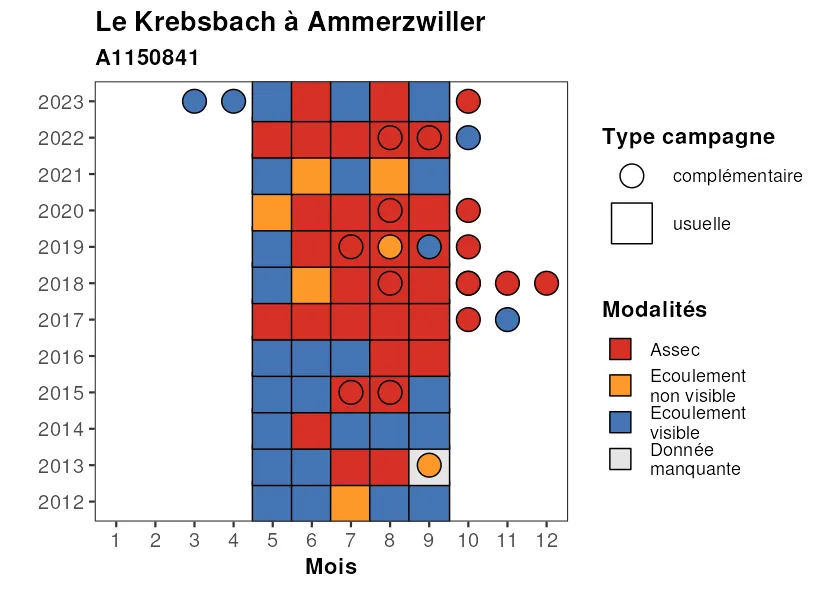 Le Krebsbach à Ammerzwiller
A1150841
2023
2022
2021
2020
2019
2018
2017
2016
2015
2014
2013
2012
1 2 3 4 5 6 7 8 9 10 11 12
Mois
Type campagne
complémentaire
usuelle
Modalités
Assec
Ecoulement
non visible
Ecoulement
visible
Donnée
manquante